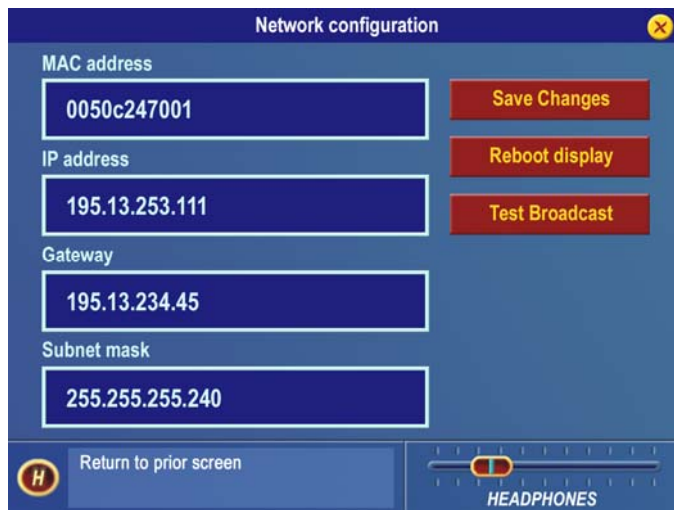 Network configuration
MAC address
0050c247001
Save Changes
IP address
Reboot display
195.13.253.111
Test Broadcast
Gateway
195.13.234.45
Subnet mask
255.255.255.240
H
Return to prior screen
HEADPHONES